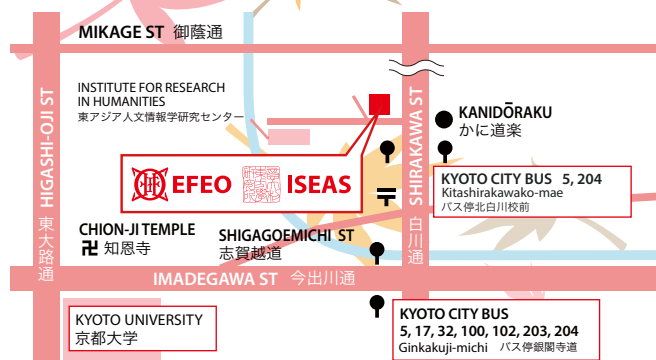 MIKAGE ST 御蔭通
INSTITUTE FOR RESEARCH
IN HUMANITIES
東アジア人文情報学研究センター
HIGASHI-OJI ST 東大路通
SHIRAKAWA ST 白川通
KANIDŌRAKU
かに道楽
EFEO ISEAS
KYOTO CITY BUS 5, 204
Kitashirakawako-mae
バス停北白川校前
CHION-JI TEMPLE
卍 知恩寺
SHIGAGOEMICHI ST
志賀越道
IMADEGAWA ST 今出川通
KYOTO UNIVERSITY
京都大学
KYOTO CITY BUS
5, 17, 32, 100, 102, 203, 204
Ginkakuji-michi バス停銀閣寺道